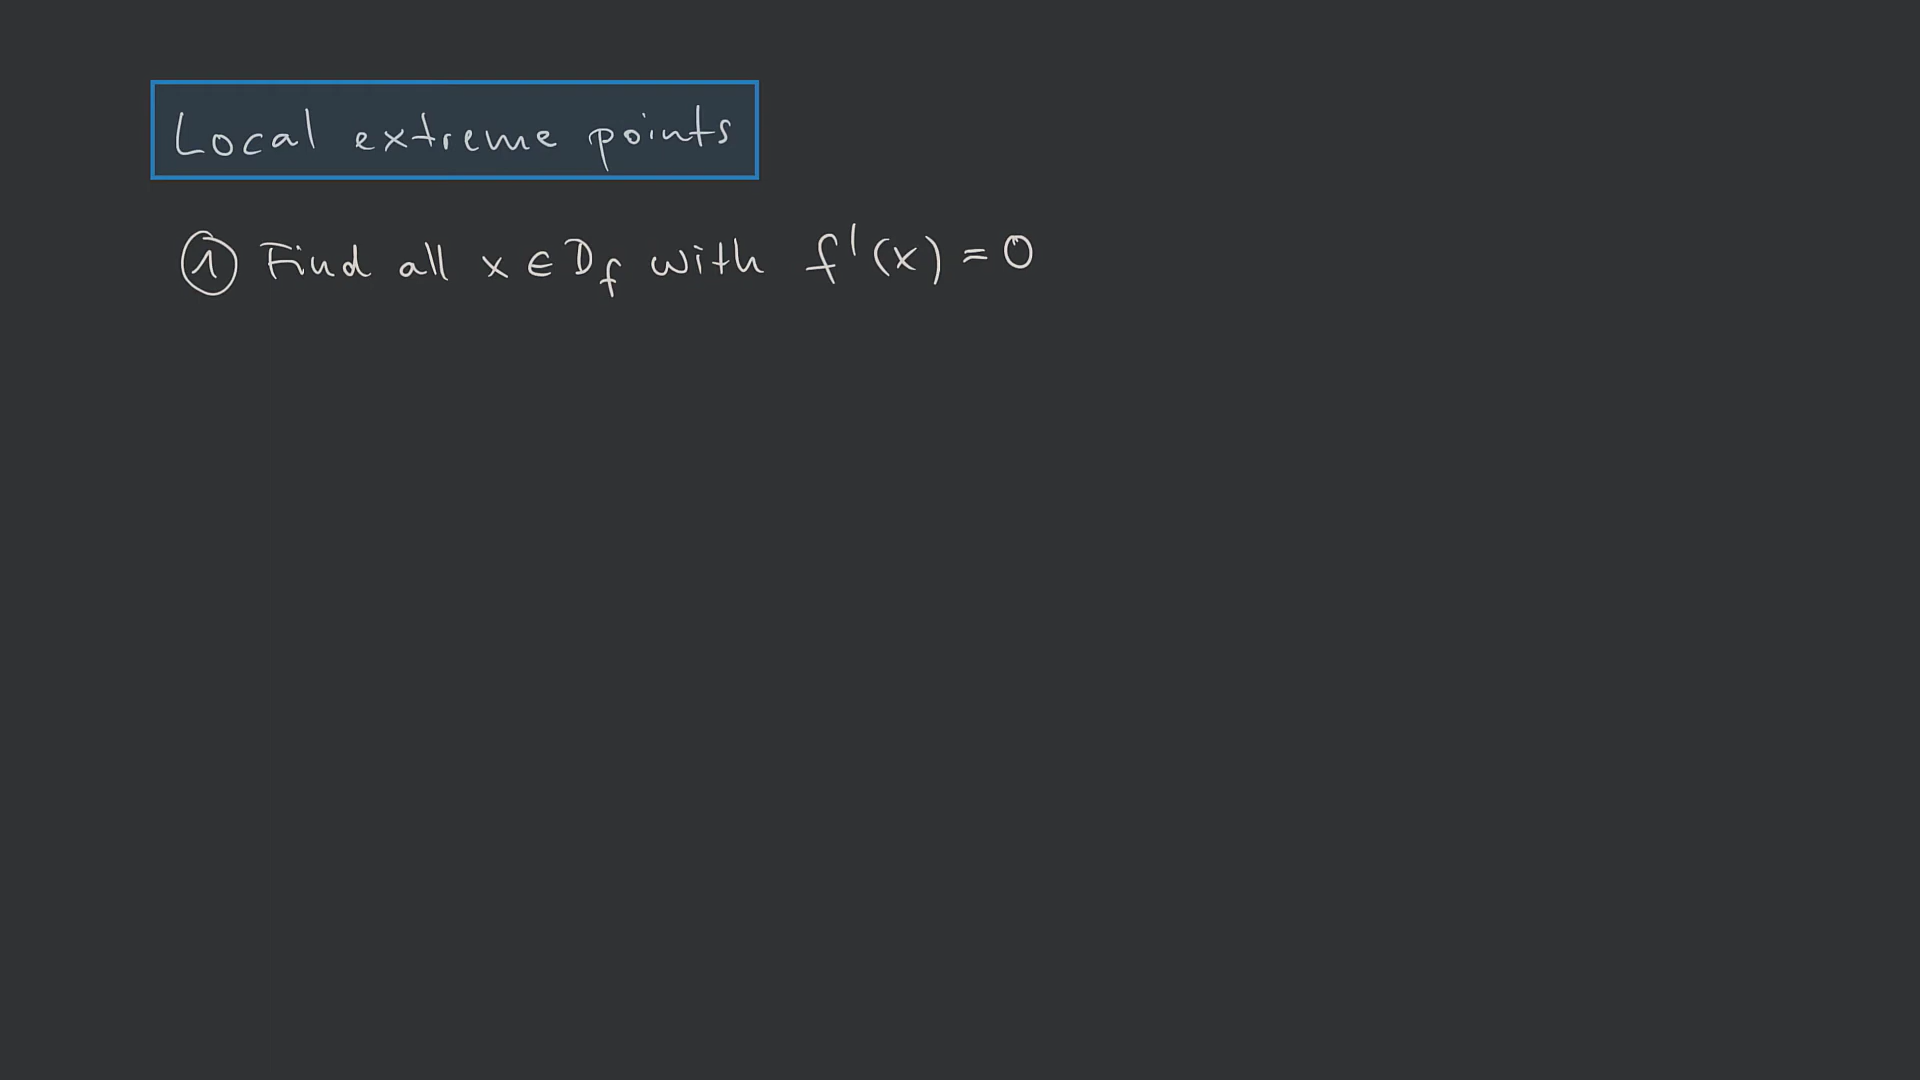 Local extreme points
① Find all x ∈ D_f with f'(x) = 0